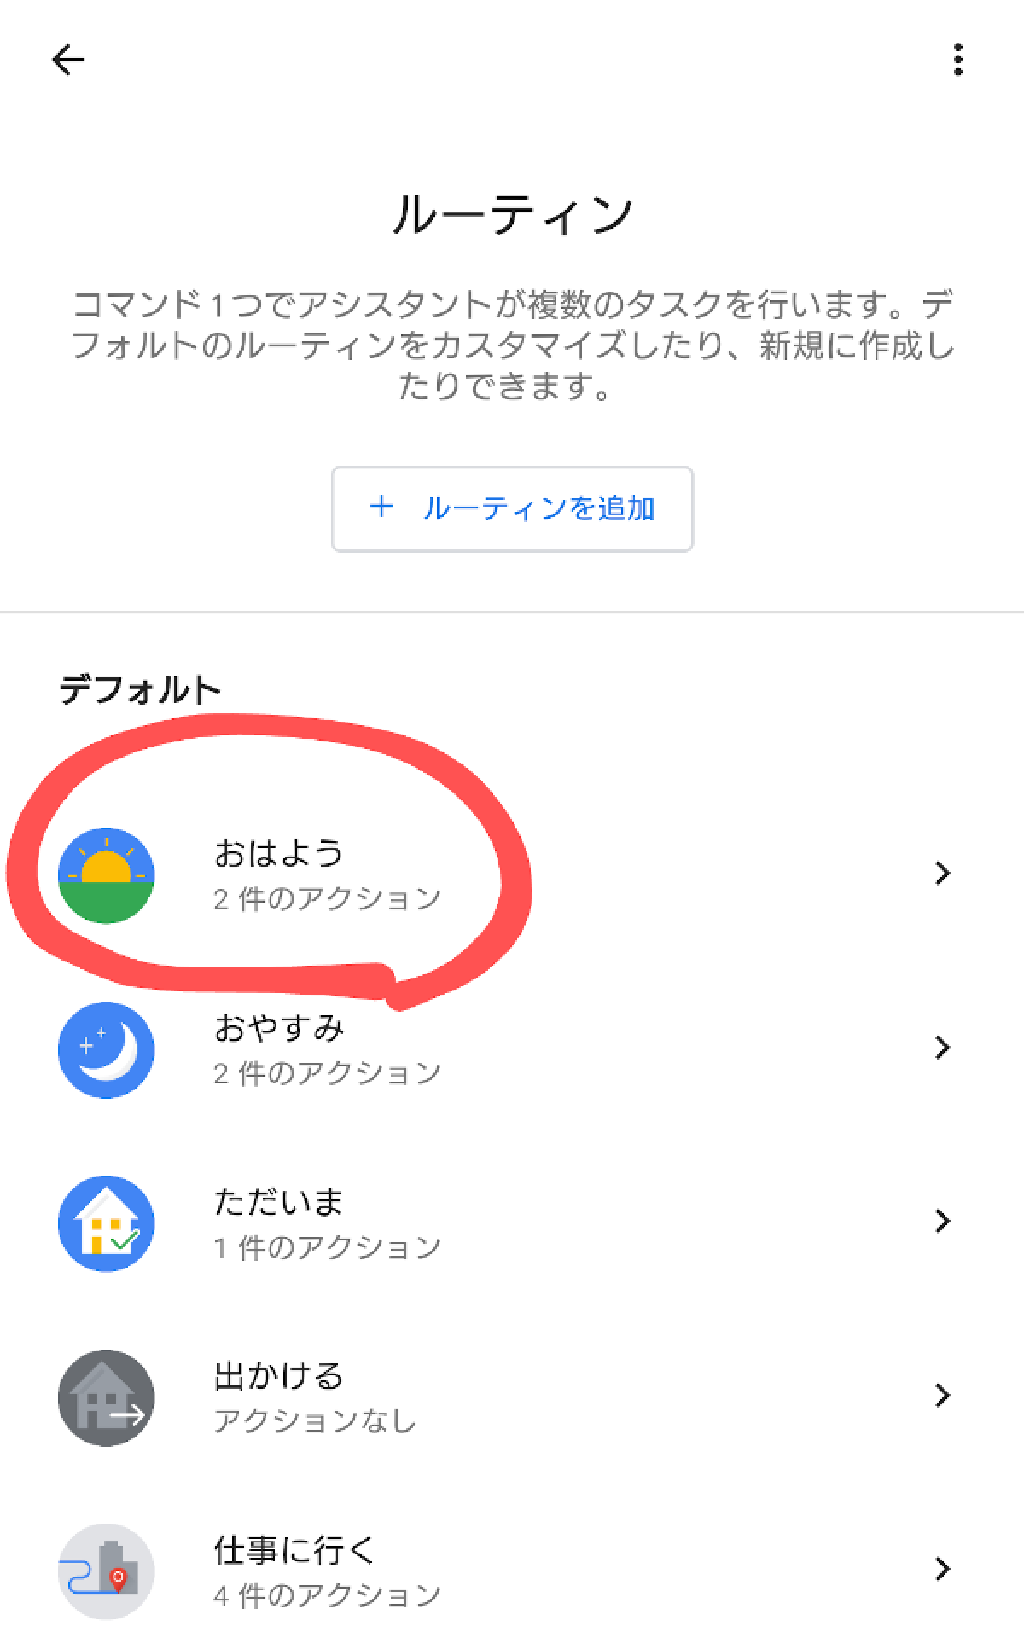 ルーティン
コマンド 1 つでアシスタントが複数のタスクを行います。デ
フォルトのルーティンをカスタマイズしたり、新規に作成し
たりできます。
+ ルーティンを追加
デフォルト
おはよう
2 件のアクション
おやすみ
2 件のアクション
ただいま
1 件のアクション
出かける
アクションなし
仕事に行く
4 件のアクション